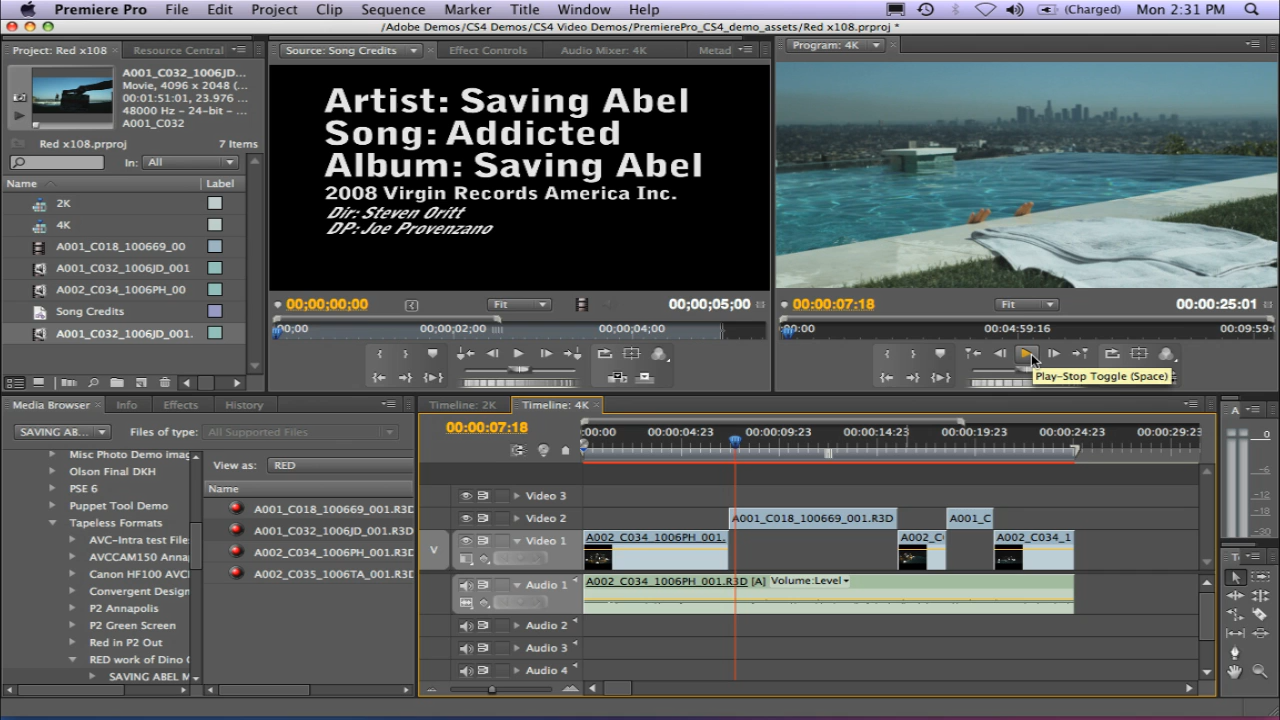 Premiere Pro File Edit Project Clip Sequence Marker Title Window Help (Charged) Mon 2:31 PM
/Adobe Demos/CS4 Demos/CS4 Video Demos/PremierePro_CS4_demo_assets/Red x108.prproj *
Project: Red x108 Resource Central
A001_C032_1006JD...
Movie, 4096 x 2048 (...
00:01:51:01, 23.976 ...
48000 Hz - 24-bit - ...
A001_C032
Red x108.prproj 7 Items
In: All
Name Label
2K
4K
A001_C018_100669_00
A001_C032_1006JD_001
A002_C034_1006PH_00
Song Credits
A001_C032_1006JD_001.
Source: Song Credits Effect Controls Audio Mixer: 4K Metad
Artist: Saving Abel
Song: Addicted
Album: Saving Abel
2008 Virgin Records America Inc.
Dir: Steven Oritt
DP: Joe Provenzano
00;00;00;00 Fit 00;00;05;00
00;00 00;00;02;00 00;00;04;00
Program: 4K
00:00:07:18 Fit 00:00:25:01
:00:00 00:04:59:16 00:09:59:
Play-Stop Toggle (Space)
Media Browser Info Effects History
SAVING AB... Files of type: All Supported Files
Misc Photo Demo imag
Olson Final DKH
PSE 6
Puppet Tool Demo
Tapeless Formats
AVC-Intra test File
AVCCAM150 Anna
Canon HF100 AVC
Convergent Design
P2 Annapolis
P2 Green Screen
Red in P2 Out
RED work of Dino G
SAVING ABEL M
View as: RED
Name
A001_C018_100669_001.R3D
A001_C032_1006JD_001.R3D
A002_C034_1006PH_001.R3D
A002_C035_1006TA_001.R3D
Timeline: 2K Timeline: 4K
00:00:07:18
:00:00 00:00:04:23 00:00:09:23 00:00:14:23 00:00:19:23 00:00:24:23 00:00:29:23
Video 3
Video 2 A001_C018_100669_001.R3D A001_C
V Video 1 A002_C034_1006PH_001. A002_C A002_C034_1
Audio 1 A002_C034_1006PH_001.R3D [A] Volume:Level
Audio 2
Audio 3
Audio 4
A
0
-6
-12
-18
-30
T